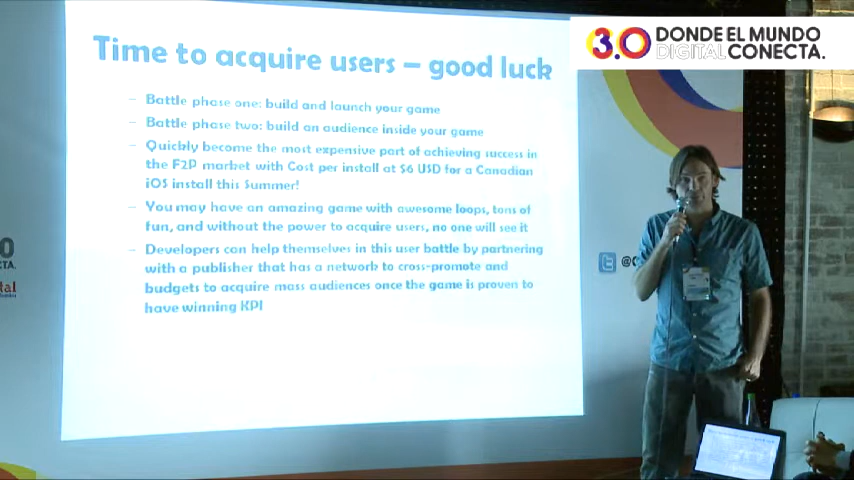 Time to acquire users – good luck
– Battle phase one: build and launch your game
– Battle phase two: build an audience inside your game
– Quickly become the most expensive part of achieving success in
the F2P market with Cost per install at $6 USD for a Canadian
iOS install this Summer!
– You may have an amazing game with awesome loops, tons of
fun, and without the power to acquire users, no one will see it
– Developers can help themselves in this user battle by partnering
with a publisher that has a network to cross-promote and
budgets to acquire mass audiences once the game is proven to
have winning KPI
3.0 DONDE EL MUNDO
DIGITAL CONECTA.